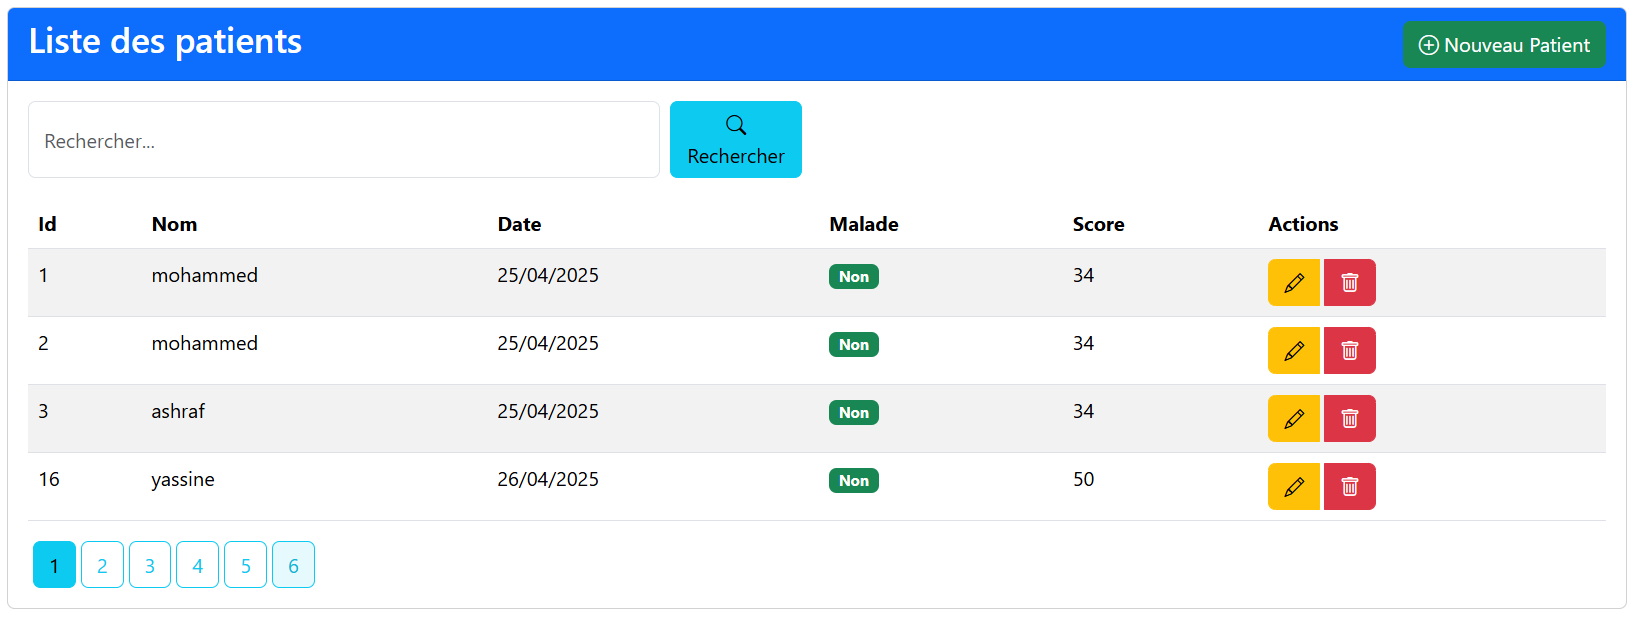 Liste des patients
Nouveau Patient
Rechercher...
Rechercher
Id Nom Date Malade Score Actions
1 mohammed 25/04/2025 Non 34
2 mohammed 25/04/2025 Non 34
3 ashraf 25/04/2025 Non 34
16 yassine 26/04/2025 Non 50
1 2 3 4 5 6